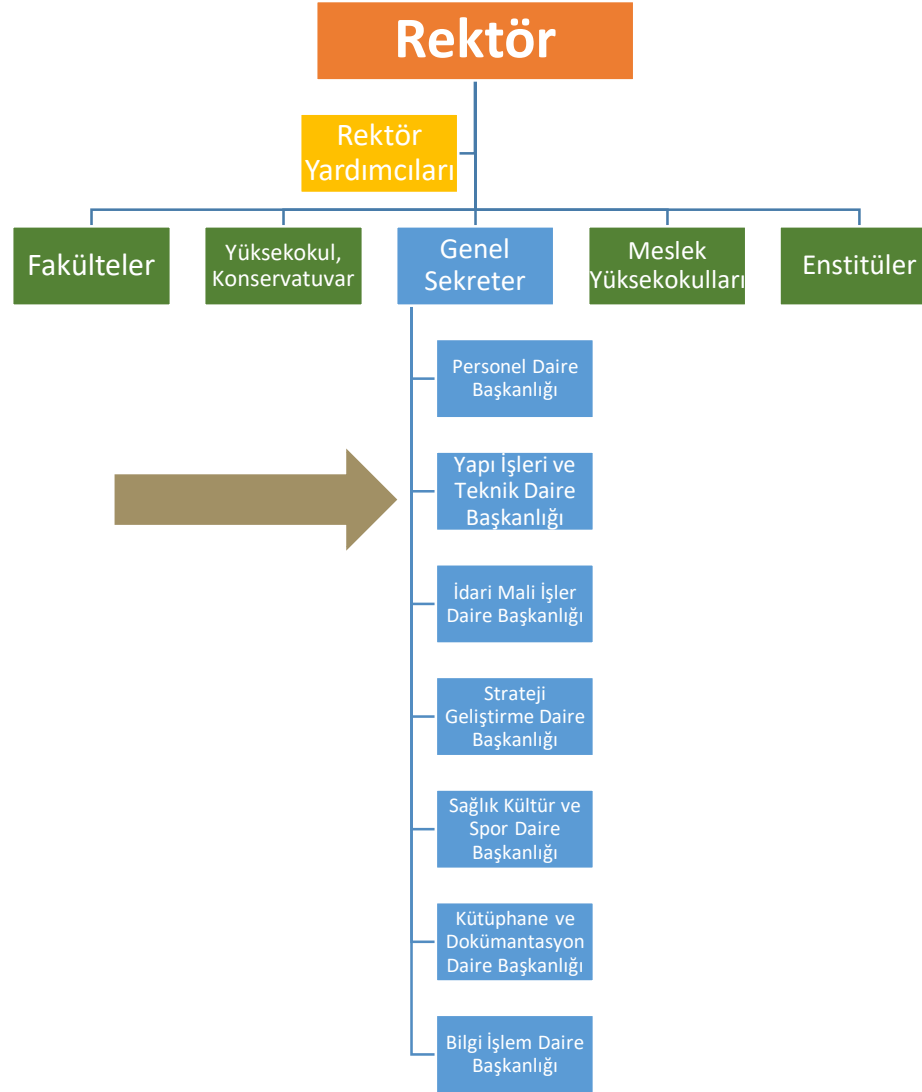 Rektör
Rektör
Yardımcıları
Fakülteler
Yüksekokul,
Konservatuvar
Genel
Sekreter
Meslek
Yüksekokulları
Enstitüler
Personel Daire
Başkanlığı
Yapı İşleri ve
Teknik Daire
Başkanlığı
İdari Mali İşler
Daire Başkanlığı
Strateji
Geliştirme Daire
Başkanlığı
Sağlık Kültür ve
Spor Daire
Başkanlığı
Kütüphane ve
Dokümantasyon
Daire Başkanlığı
Bilgi İşlem Daire
Başkanlığı